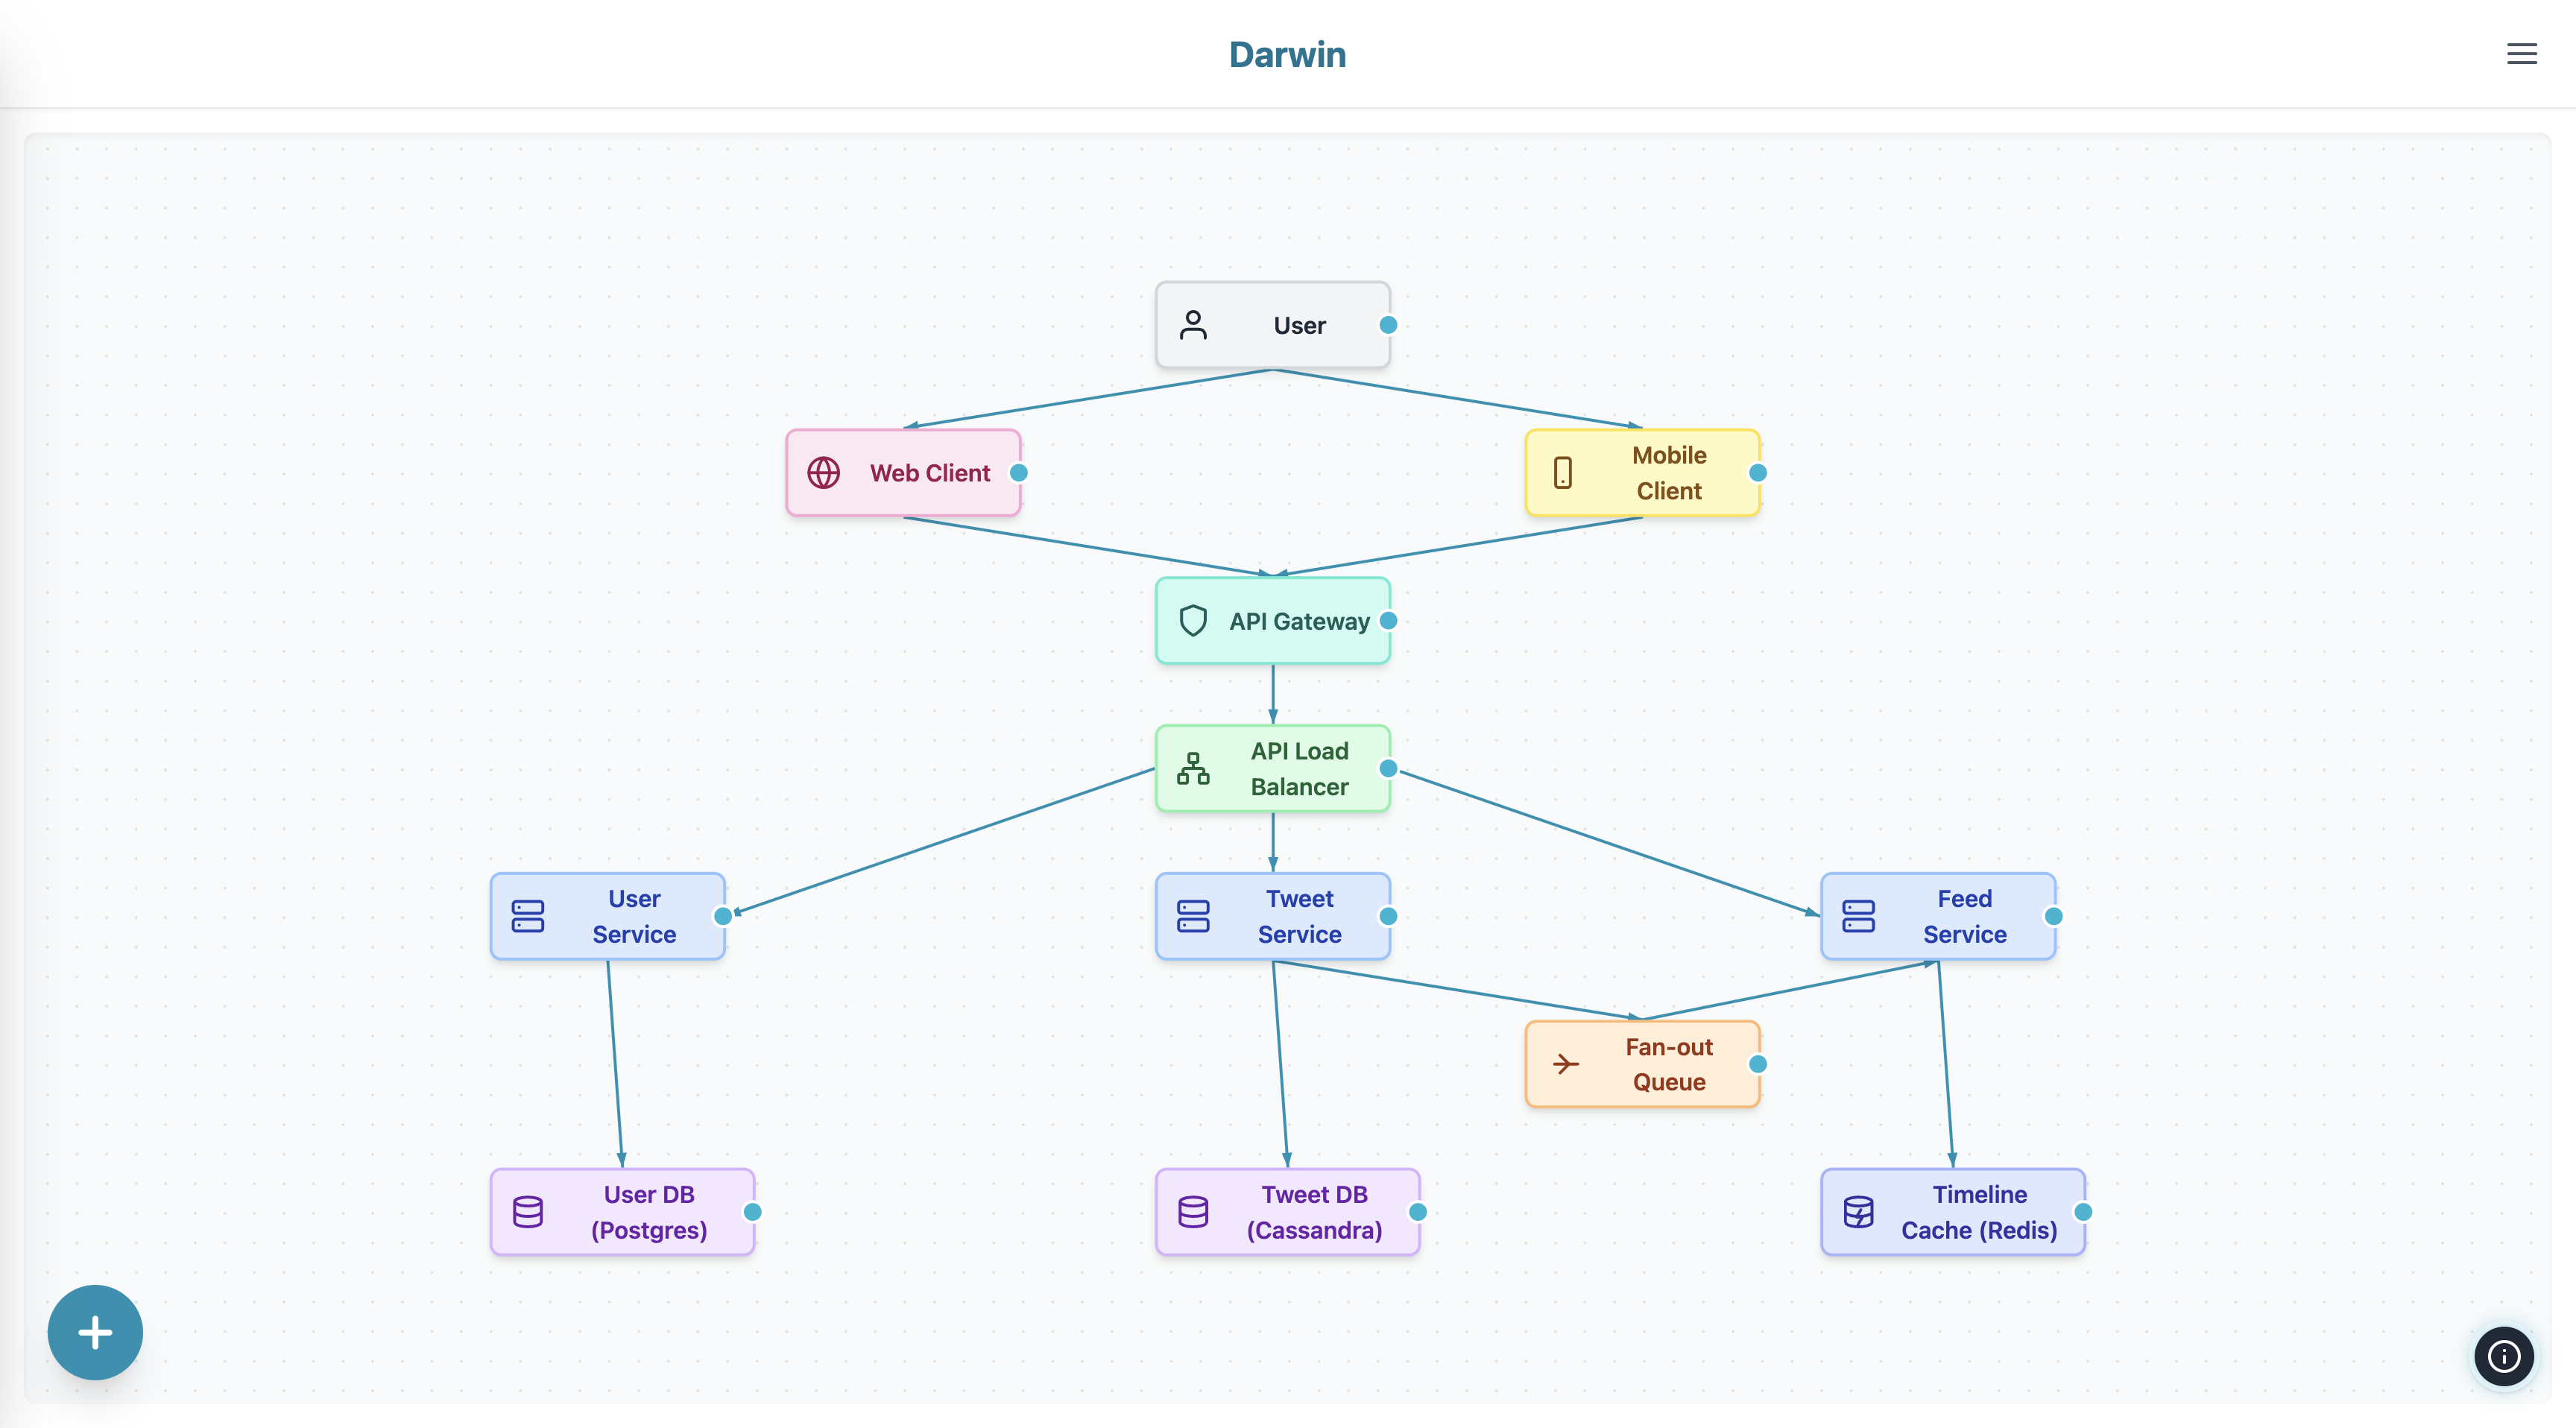 Darwin
User
Web Client
Mobile
Client
API Gateway
API Load
Balancer
User
Service
Tweet
Service
Feed
Service
Fan-out
Queue
User DB
(Postgres)
Tweet DB
(Cassandra)
Timeline
Cache (Redis)